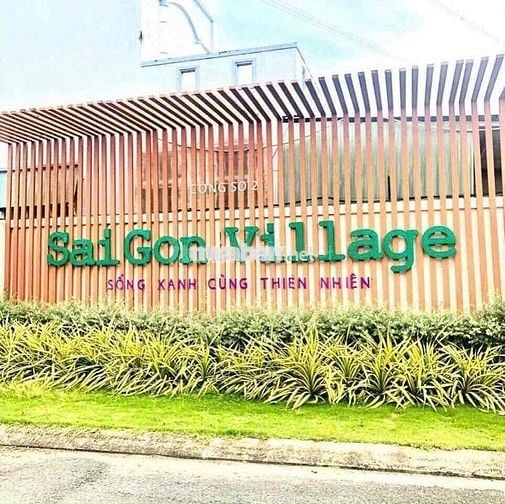 CỔNG SỐ 2
SaiGon Village
SỐNG XANH CÙNG THIÊN NHIÊN